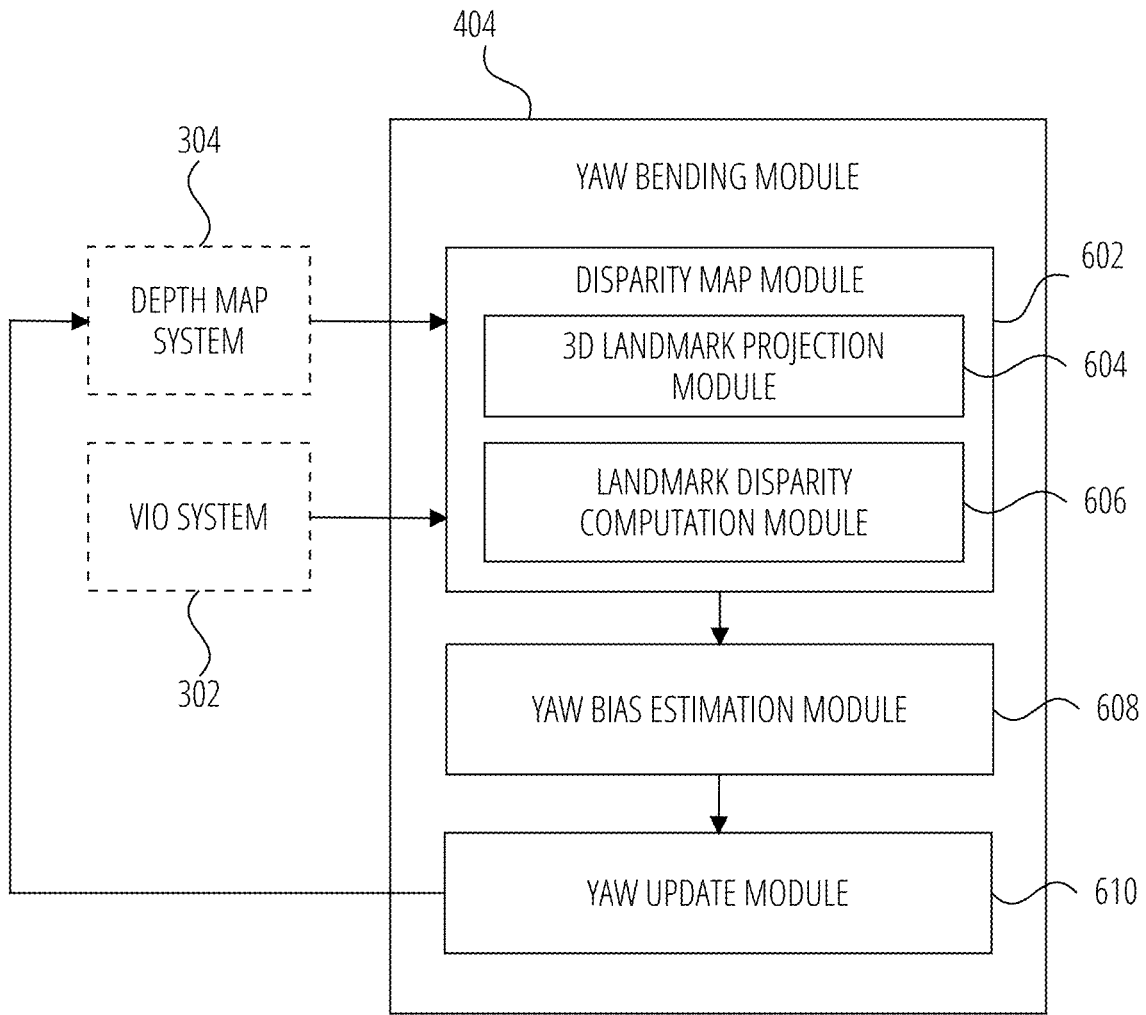 404
304
YAW BENDING MODULE
602
DISPARITY MAP MODULE
DEPTH MAP
SYSTEM
3D LANDMARK PROJECTION
MODULE
604
LANDMARK DISPARITY
COMPUTATION MODULE
606
VIO SYSTEM
302
YAW BIAS ESTIMATION MODULE
608
YAW UPDATE MODULE
610